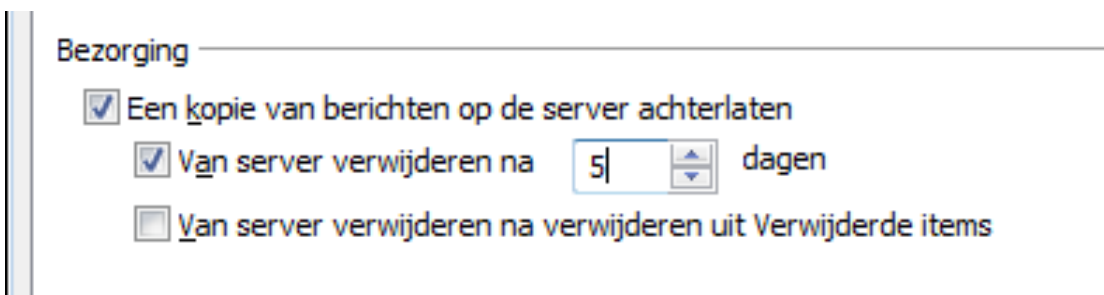 Bezorging
Een kopie van berichten op de server achterlaten
Van server verwijderen na 5 dagen
Van server verwijderen na verwijderen uit Verwijderde items